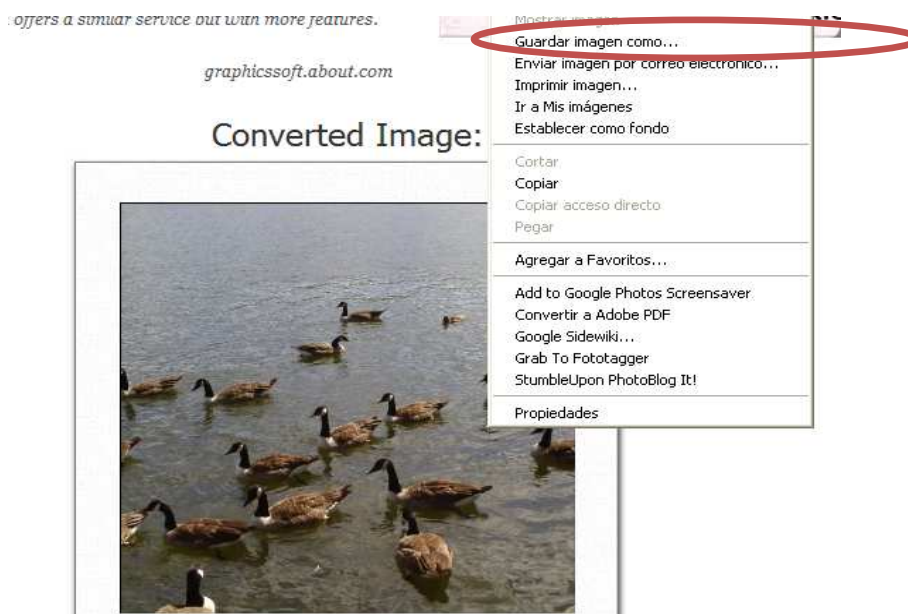 offers a similar service but with more features.
graphicssoft.about.com
Converted Image:
Mostrar imagen
Guardar imagen como...
Enviar imagen por correo electrónico...
Imprimir imagen...
Ir a Mis imágenes
Establecer como fondo
Cortar
Copiar
Copiar acceso directo
Pegar
Agregar a Favoritos...
Add to Google Photos Screensaver
Convertir a Adobe PDF
Google Sidewiki...
Grab To Fototagger
StumbleUpon PhotoBlog It!
Propiedades